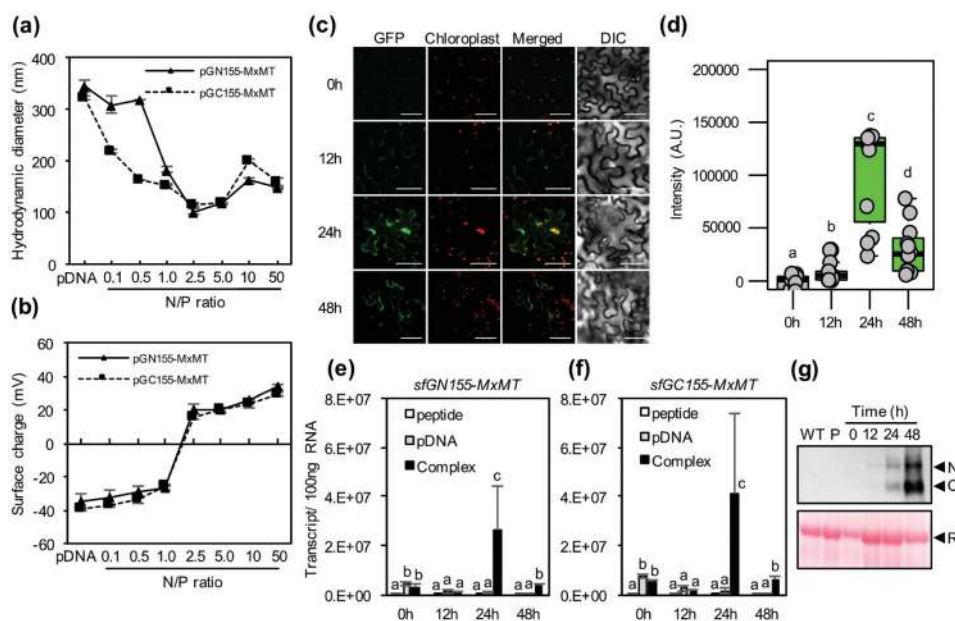 (a)
Hydrodynamic diameter (nm)
400
300
200
100
0
pGN155-MxMT
pGC155-MxMT
pDNA 0.1 0.5 1.0 2.5 5.0 10 50
N/P ratio
(b)
Surface charge (mV)
60
40
20
0
-20
-40
-60
pGN155-MxMT
pGC155-MxMT
pDNA 0.1 0.5 1.0 2.5 5.0 10 50
N/P ratio
(c)
GFP Chloroplast Merged DIC
0h
12h
24h
48h
(d)
Intensity (A.U.)
200000
150000
100000
50000
0
a b c d
0h 12h 24h 48h
(e)
sfGN155-MxMT
Transcript/ 100ng RNA
8.E+07
6.E+07
4.E+07
2.E+07
0.E+00
peptide
pDNA
Complex
a b b a a a a a c a a b
0h 12h 24h 48h
(f)
sfGC155-MxMT
8.E+07
6.E+07
4.E+07
2.E+07
0.E+00
peptide
pDNA
Complex
a b b a a a a a c a a b
0h 12h 24h 48h
(g)
Time (h)
WT P 0 12 24 48
N
R